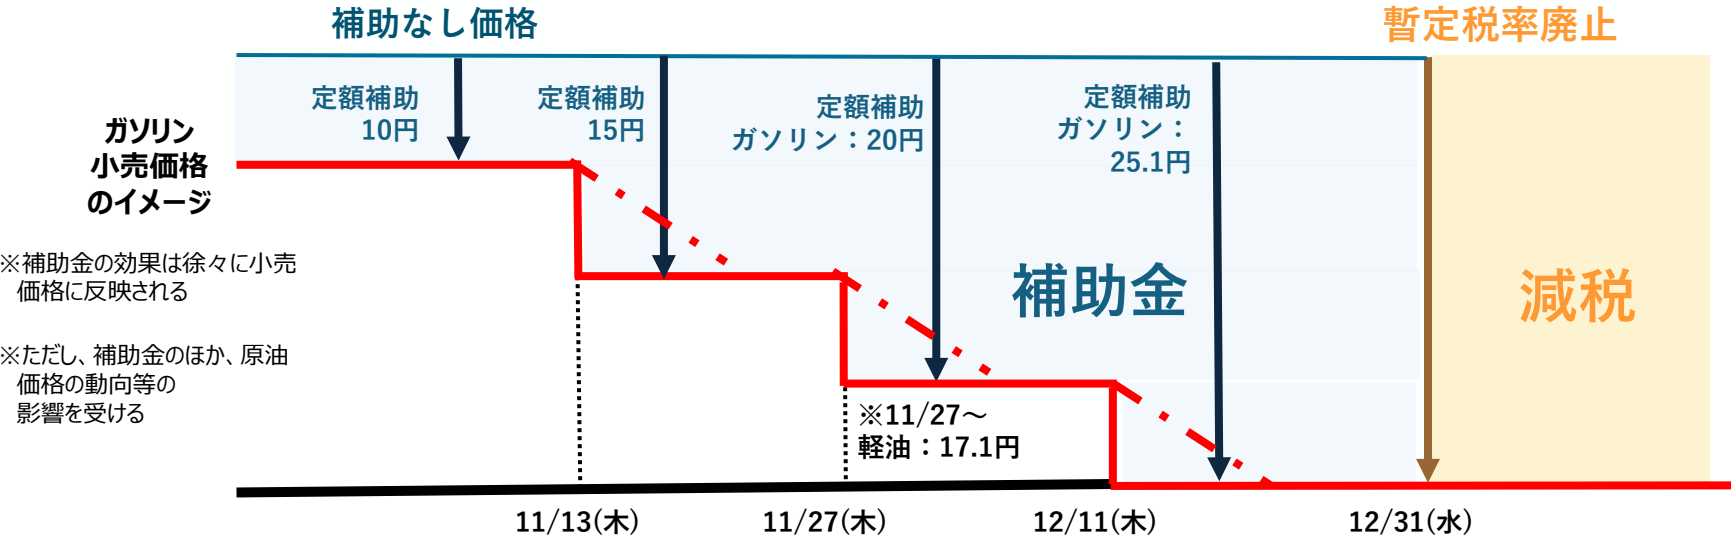 補助なし価格
暫定税率廃止
定額補助
10円
定額補助
15円
定額補助
ガソリン：20円
定額補助
ガソリン：
25.1円
ガソリン
小売価格
のイメージ
※補助金の効果は徐々に小売
価格に反映される
※ただし、補助金のほか、原油
価格の動向等の
影響を受ける
補助金
減税
※11/27～
軽油：17.1円
11/13(木)
11/27(木)
12/11(木)
12/31(水)